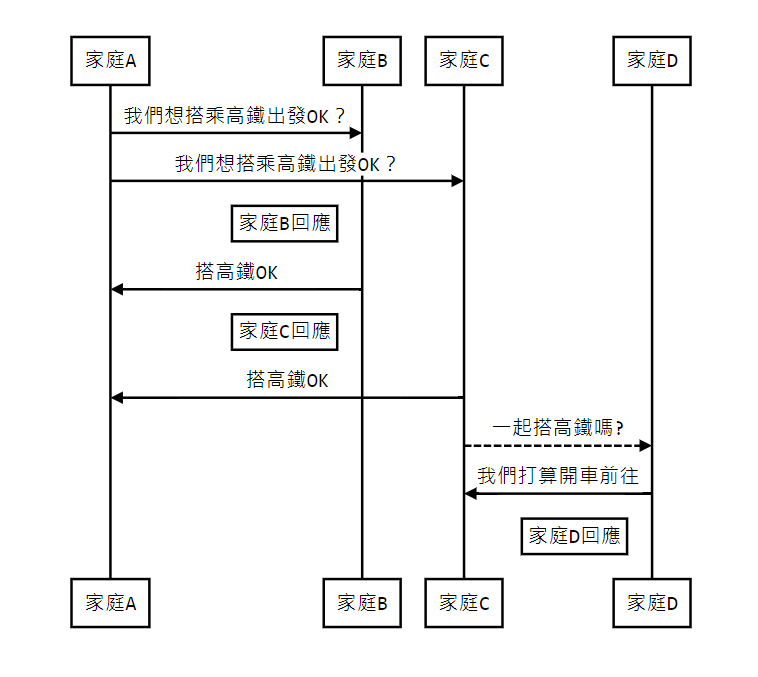 家庭A
家庭B
家庭C
家庭D
我們想搭乘高鐵出發OK？
我們想搭乘高鐵出發OK？
家庭B回應
搭高鐵OK
家庭C回應
搭高鐵OK
一起搭高鐵嗎?
我們打算開車前往
家庭D回應
家庭A
家庭B
家庭C
家庭D